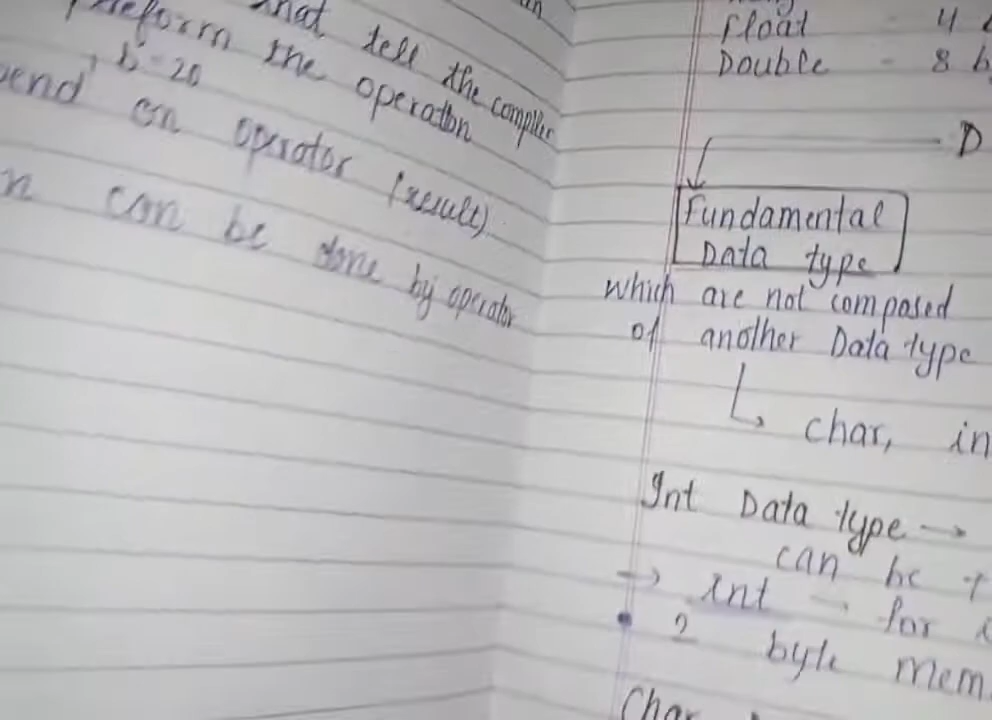 that tell the compiler
preform the operation
, b = 20
end on operator (result)
n can be done by operator
Float - 4
Double - 8 b
D
Fundamental
Data type
which are not composed
of another Data type
↳ char, in
Int Data type →
can be
→ int → for
2 byte mem
Char